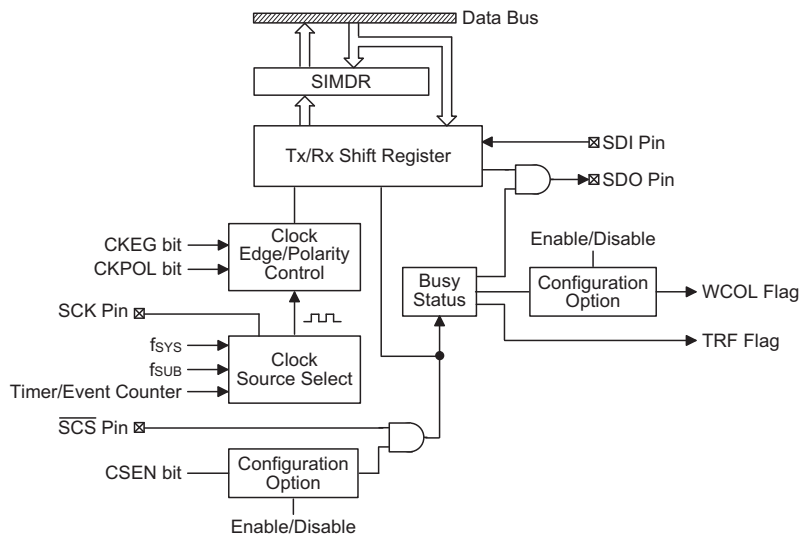 Data Bus
SIMDR
Tx/Rx Shift Register
SDI Pin
SDO Pin
CKEG bit
CKPOL bit
Clock
Edge/Polarity
Control
Enable/Disable
Busy
Status
Configuration
Option
WCOL Flag
TRF Flag
SCK Pin
fSYS
fSUB
Timer/Event Counter
Clock
Source Select
SCS Pin
CSEN bit
Configuration
Option
Enable/Disable